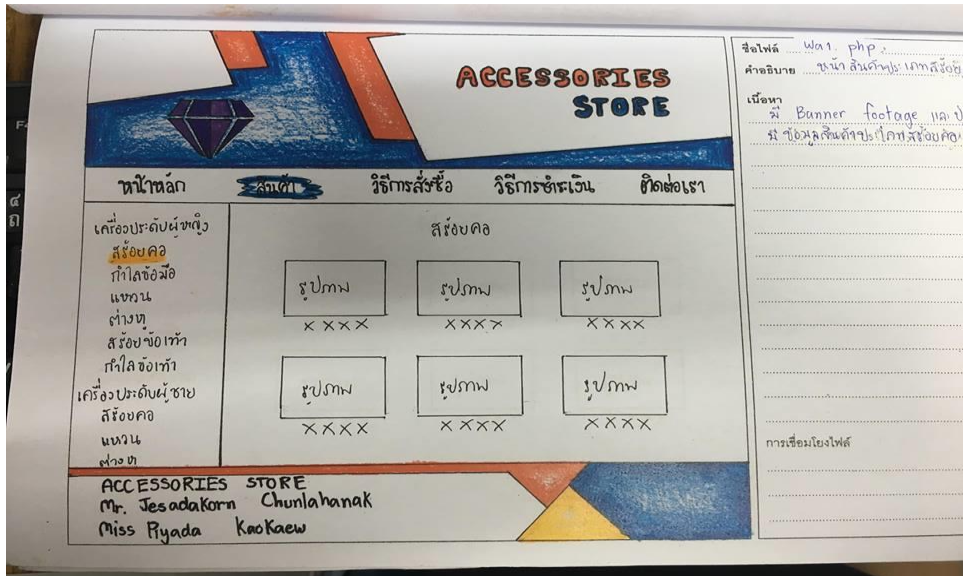 ACCESSORIES
STORE
หน้าหลัก สินค้า วิธีการสั่งซื้อ วิธีการชำระเงิน ติดต่อเรา
เครื่องประดับผู้หญิง
สร้อยคอ
กำไลข้อมือ
แหวน
ต่างหู
สร้อยข้อเท้า
กำไลข้อเท้า
เครื่องประดับผู้ชาย
สร้อยคอ
แหวน
ต่างหู
สร้อยคอ
รูปภาพ รูปภาพ รูปภาพ
XXXX XXXX XXXX
รูปภาพ รูปภาพ รูปภาพ
XXXX XXXX XXXX
ACCESSORIES STORE
Mr. Jesadakorn Chunlahanak
Miss Piyada KaoKaew
ชื่อไฟล์ wa1.php
คำอธิบาย หน้าสินค้าประเภทสร้อย
เนื้อหา
มี Banner footage และ
มีข้อมูลสินค้าประเภทสร้อยคอ
การเชื่อมโยงไฟล์